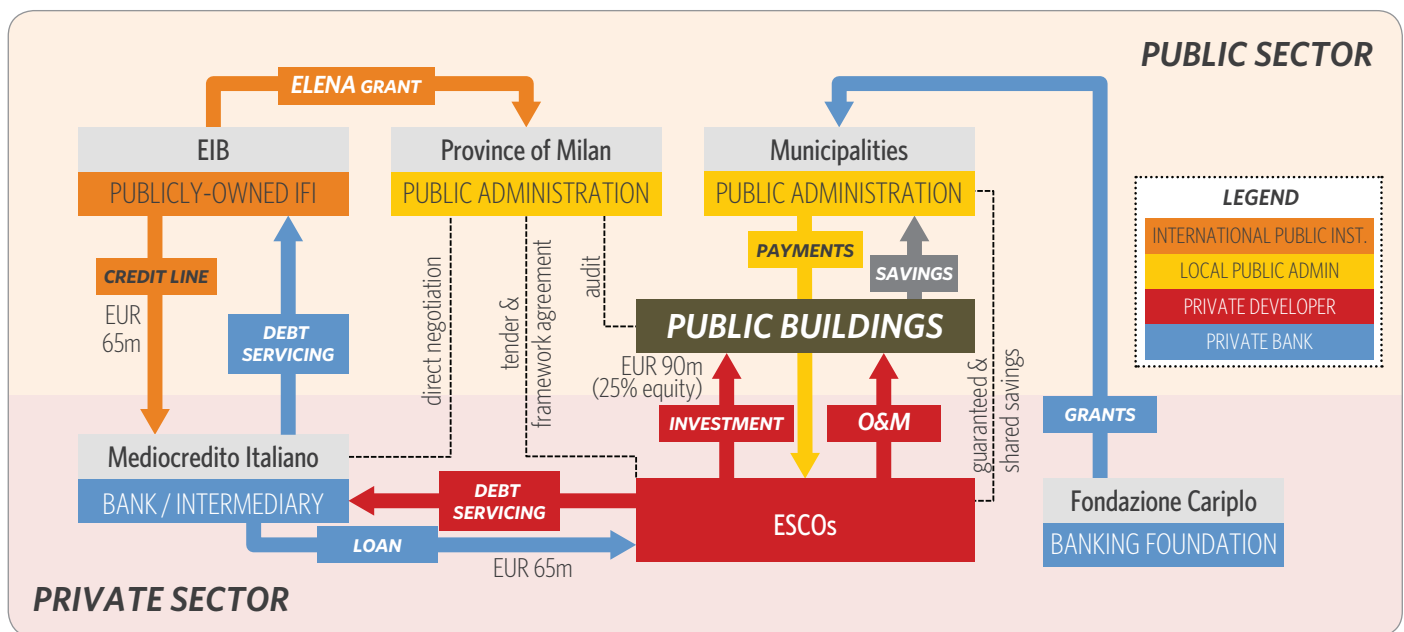 PUBLIC SECTOR
ELENA GRANT
EIB
PUBLICLY-OWNED IFI
Province of Milan
PUBLIC ADMINISTRATION
Municipalities
PUBLIC ADMINISTRATION
LEGEND
INTERNATIONAL PUBLIC INST.
LOCAL PUBLIC ADMIN
PRIVATE DEVELOPER
PRIVATE BANK
CREDIT LINE
EUR
65m
DEBT
SERVICING
direct negotiation
tender &
framework agreement
audit
PAYMENTS
SAVINGS
PUBLIC BUILDINGS
EUR 90m
(25% equity)
INVESTMENT
O&M
guaranteed &
shared savings
GRANTS
Mediocredito Italiano
BANK / INTERMEDIARY
DEBT
SERVICING
LOAN
EUR 65m
ESCOs
Fondazione Cariplo
BANKING FOUNDATION
PRIVATE SECTOR